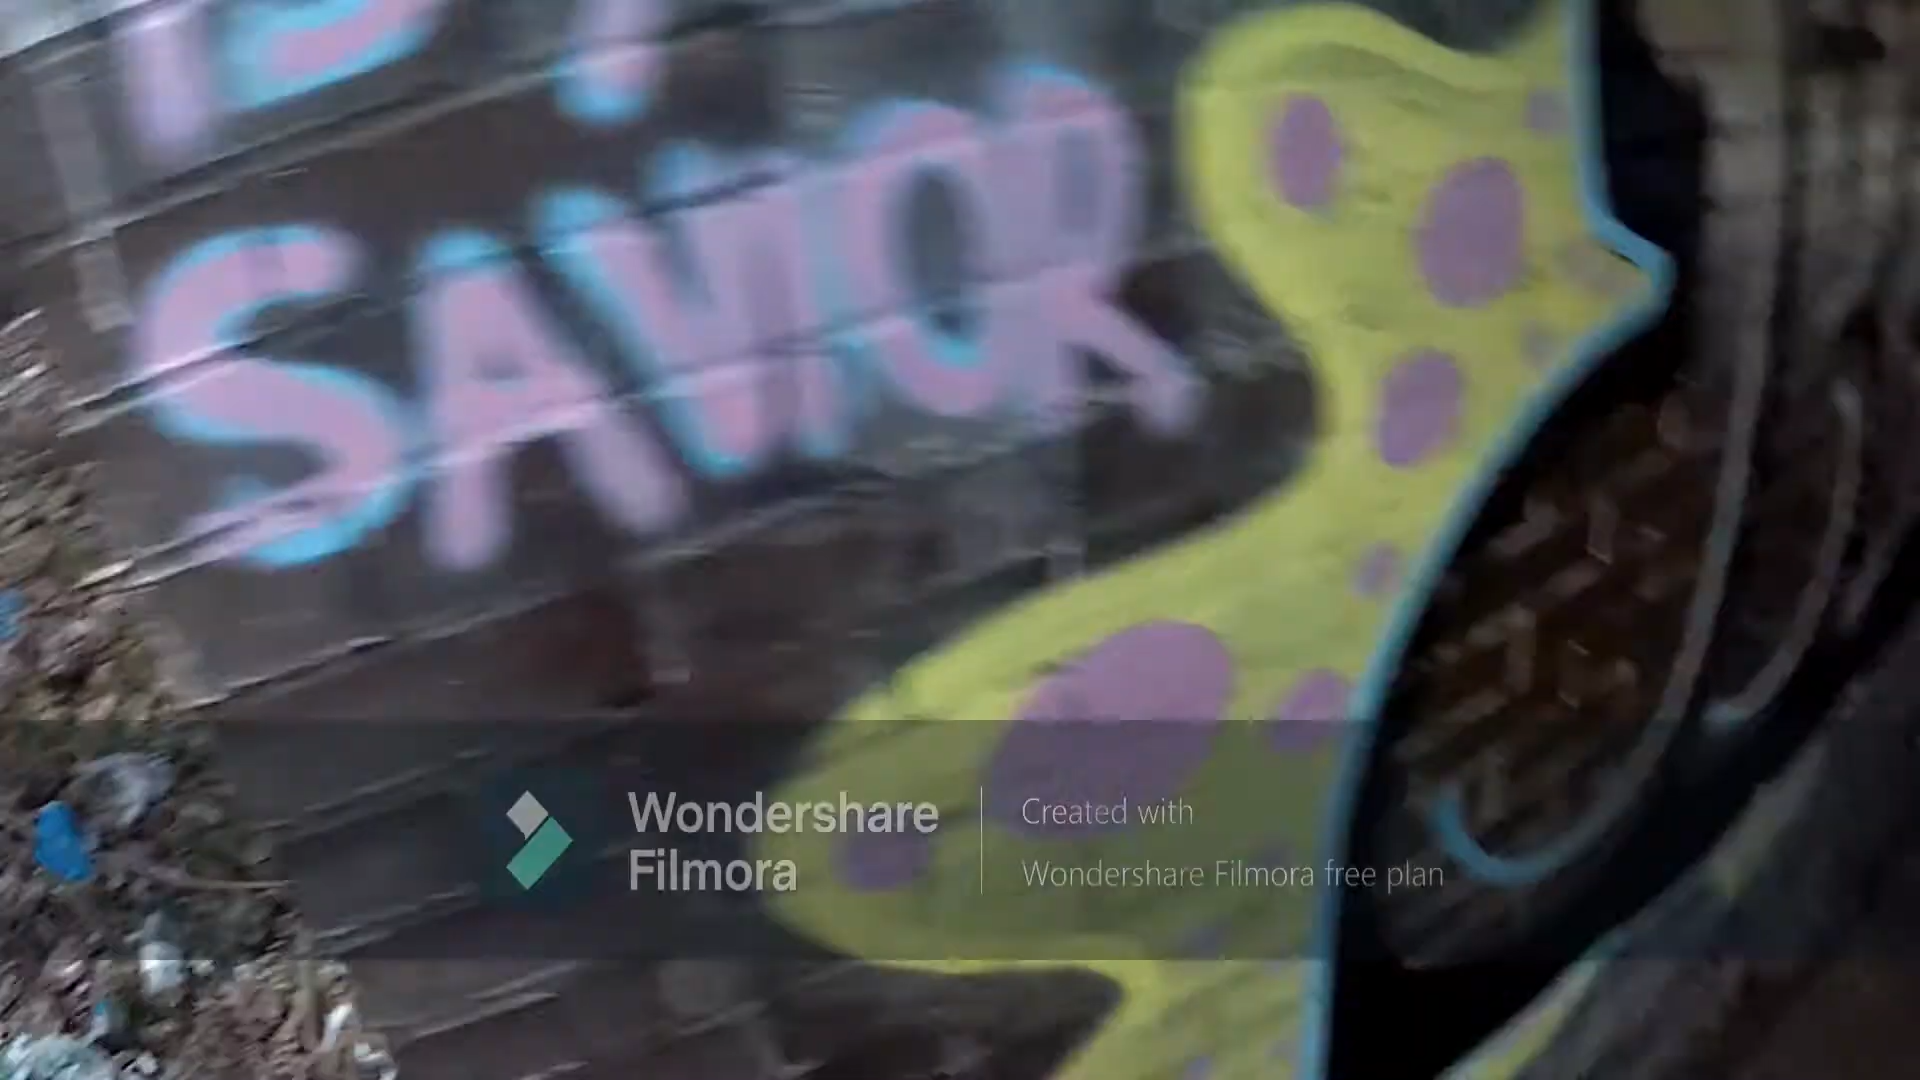 SAVIOR
Wondershare
Filmora
Created with
Wondershare Filmora free plan